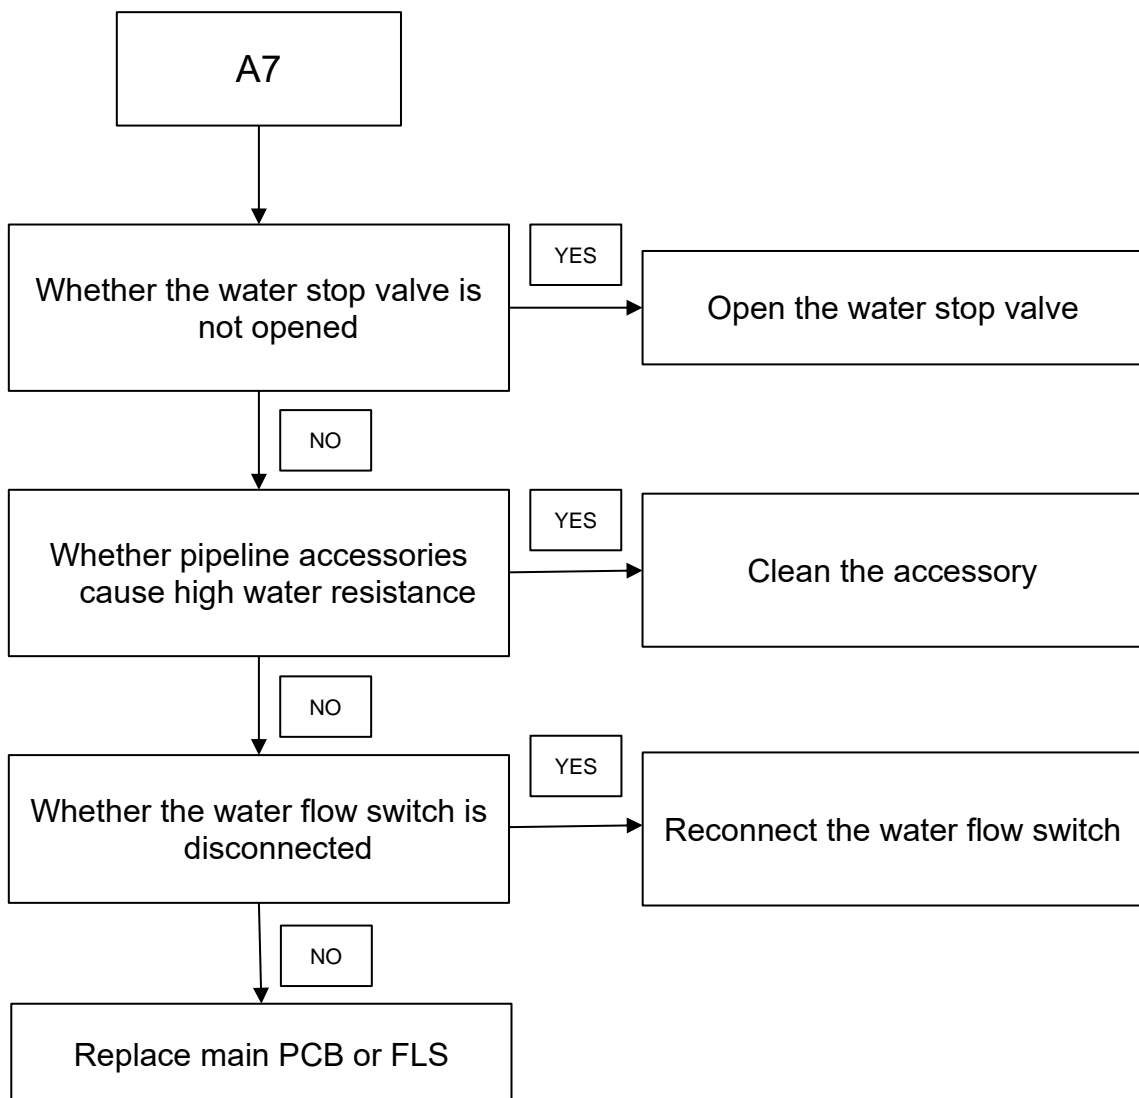 A7
Whether the water stop valve is
not opened
YES
Open the water stop valve
NO
Whether pipeline accessories
cause high water resistance
YES
Clean the accessory
NO
Whether the water flow switch is
disconnected
YES
Reconnect the water flow switch
NO
Replace main PCB or FLS